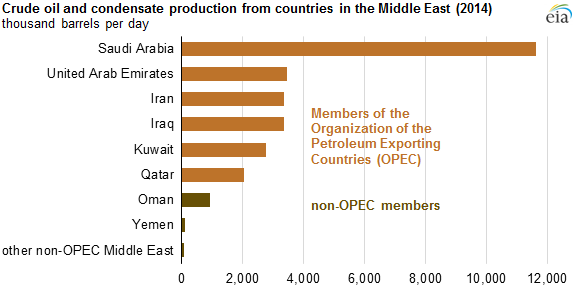 Crude oil and condensate production from countries in the Middle East (2014)
thousand barrels per day
eia
Saudi Arabia
United Arab Emirates
Iran
Iraq
Kuwait
Qatar
Oman
Yemen
other non-OPEC Middle East
Members of the
Organization of the
Petroleum Exporting
Countries (OPEC)
non-OPEC members
0 2,000 4,000 6,000 8,000 10,000 12,000